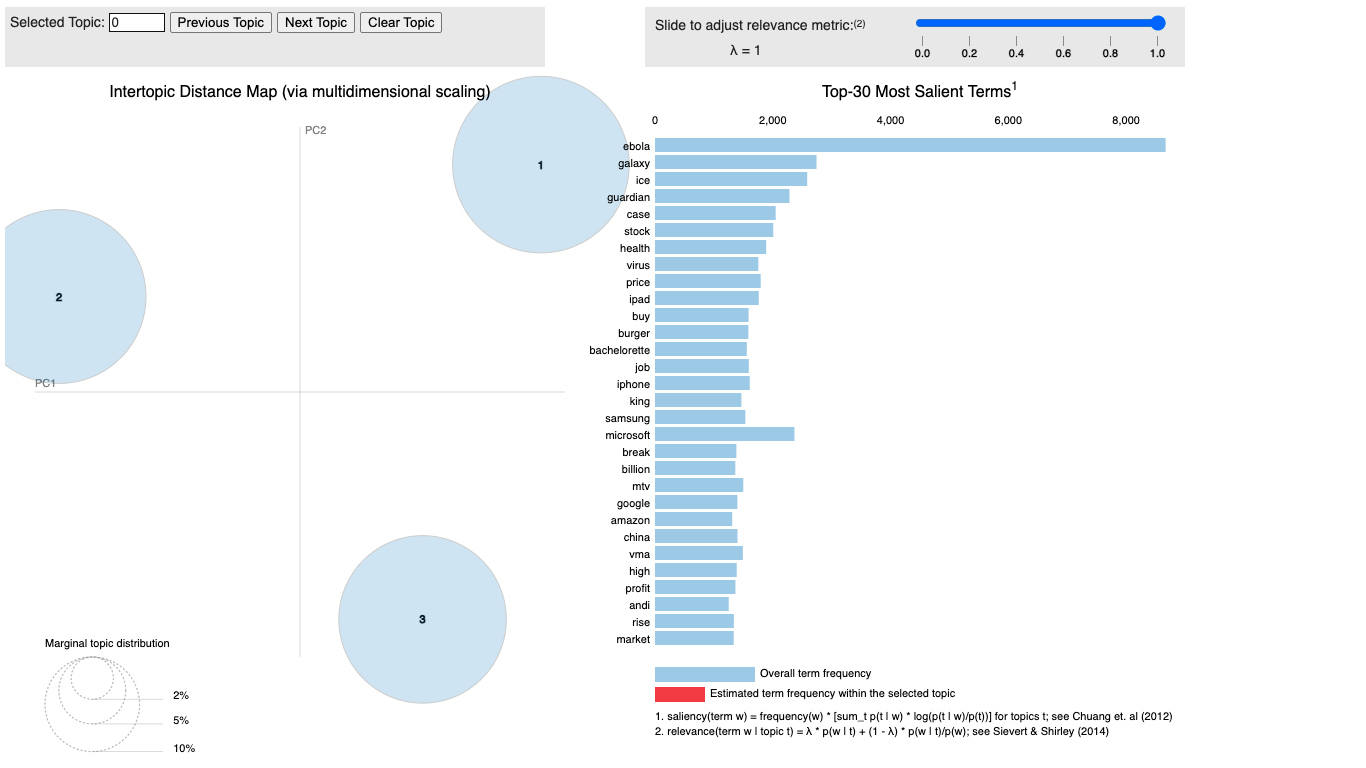 Selected Topic: 0 Previous Topic Next Topic Clear Topic
Slide to adjust relevance metric:(2)
λ = 1
0.0 0.2 0.4 0.6 0.8 1.0
Intertopic Distance Map (via multidimensional scaling)
PC2
PC1
1
2
3
Marginal topic distribution
2%
5%
10%
Top-30 Most Salient Terms1
0 2,000 4,000 6,000 8,000
ebola
galaxy
ice
guardian
case
stock
health
virus
price
ipad
buy
burger
bachelorette
job
iphone
king
samsung
microsoft
break
billion
mtv
google
amazon
china
vma
high
profit
andi
rise
market
Overall term frequency
Estimated term frequency within the selected topic
1. saliency(term w) = frequency(w) * [sum_t p(t | w) * log(p(t | w)/p(t))] for topics t; see Chuang et. al (2012)
2. relevance(term w | topic t) = λ * p(w | t) + (1 - λ) * p(w | t)/p(w); see Sievert & Shirley (2014)